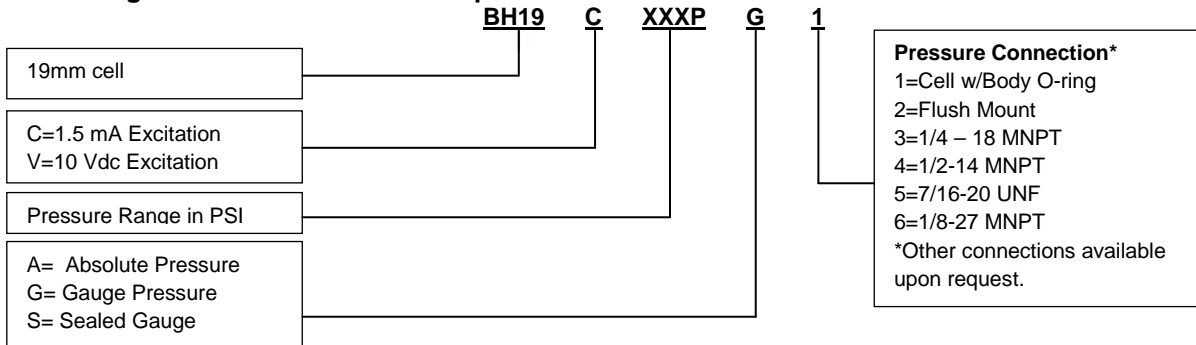 BH19 C XXXP G 1
19mm cell
C=1.5 mA Excitation
V=10 Vdc Excitation
Pressure Range in PSI
A= Absolute Pressure
G= Gauge Pressure
S= Sealed Gauge
Pressure Connection*
1=Cell w/Body O-ring
2=Flush Mount
3=1/4 – 18 MNPT
4=1/2-14 MNPT
5=7/16-20 UNF
6=1/8-27 MNPT
*Other connections available
upon request.